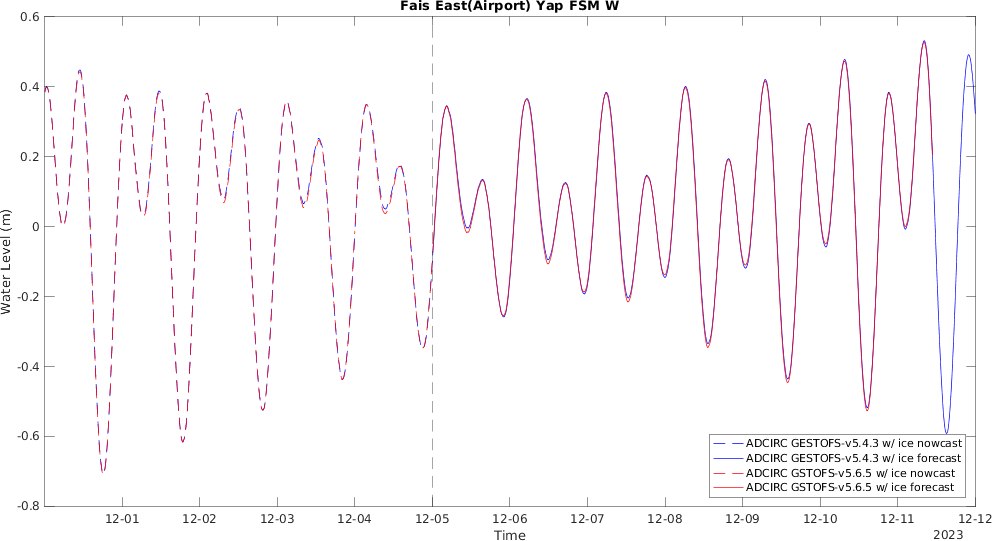 Fais East(Airport) Yap FSM W
0.6
0.4
0.2
0
-0.2
-0.4
-0.6
-0.8
Water Level (m)
ADCIRC GESTOFS-v5.4.3 w/ ice nowcast
ADCIRC GESTOFS-v5.4.3 w/ ice forecast
ADCIRC GSTOFS-v5.6.5 w/ ice nowcast
ADCIRC GSTOFS-v5.6.5 w/ ice forecast
12-01 12-02 12-03 12-04 12-05 12-06 12-07 12-08 12-09 12-10 12-11 12-12
Time
2023